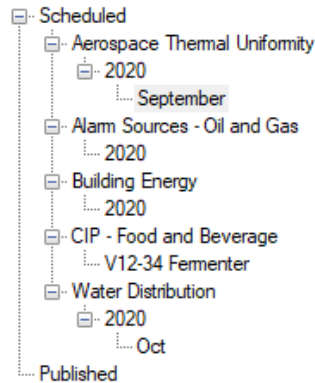 Scheduled
Aerospace Thermal Uniformity
2020
September
Alarm Sources - Oil and Gas
2020
Building Energy
2020
CIP - Food and Beverage
V12-34 Fermenter
Water Distribution
2020
Oct
Published